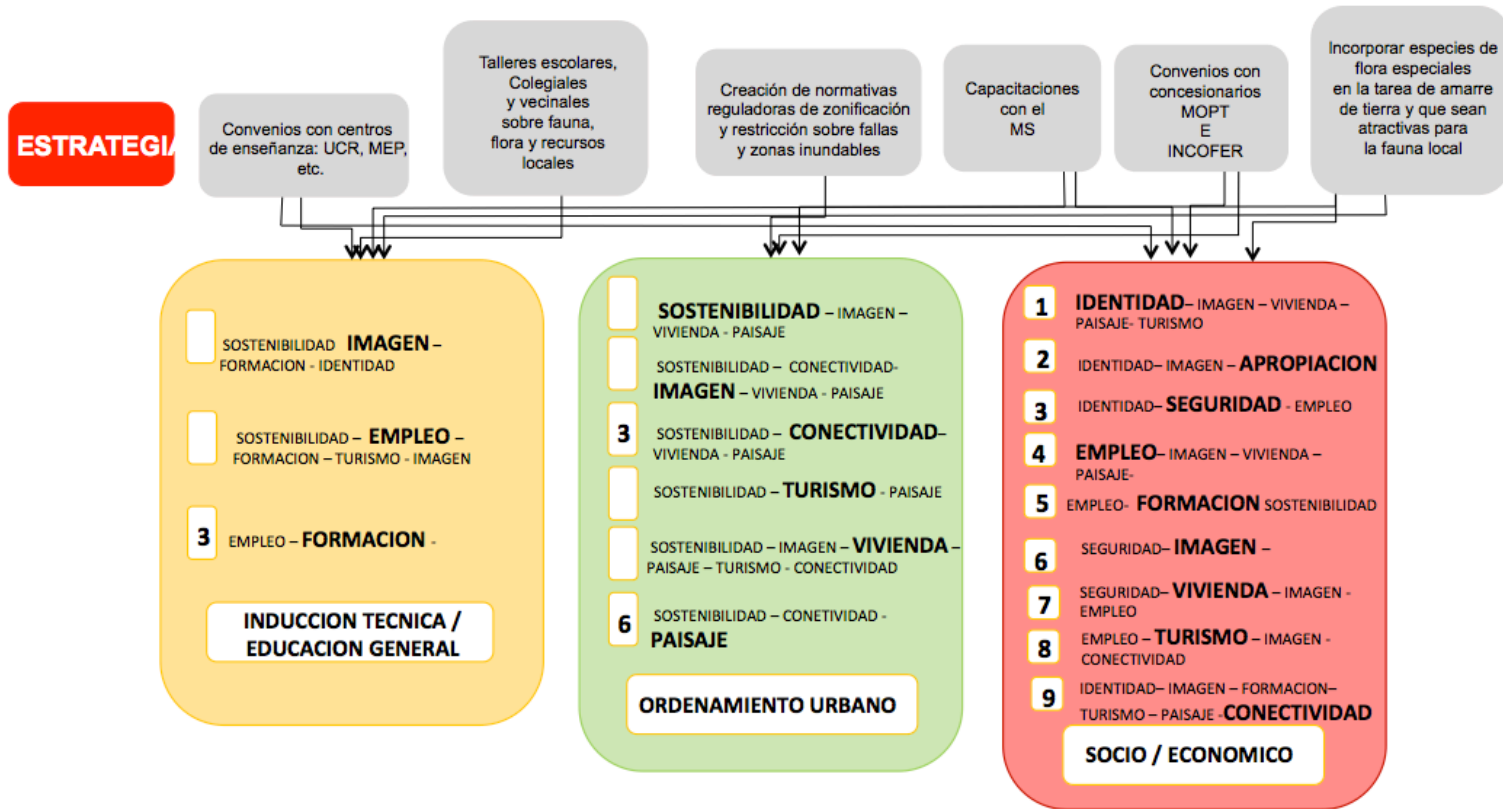 ESTRATEGIA
Convenios con centros
de enseñanza: UCR, MEP,
etc.
Talleres escolares,
Colegiales
y vecinales
sobre fauna,
flora y recursos
locales
Creación de normativas
reguladoras de zonificación
y restricción sobre fallas
y zonas inundables
Capacitaciones
con el
MS
Convenios con
concesionarios
MOPT
E
INCOFER
Incorporar especies de
flora especiales
en la tarea de amarre
de tierra y que sean
atractivas para
la fauna local
SOSTENIBILIDAD IMAGEN –
FORMACION - IDENTIDAD
SOSTENIBILIDAD – EMPLEO –
FORMACION – TURISMO - IMAGEN
3 EMPLEO – FORMACION -
INDUCCION TECNICA /
EDUCACION GENERAL
SOSTENIBILIDAD – IMAGEN –
VIVIENDA - PAISAJE
SOSTENIBILIDAD – CONECTIVIDAD-
IMAGEN – VIVIENDA - PAISAJE
3 SOSTENIBILIDAD – CONECTIVIDAD–
VIVIENDA - PAISAJE
SOSTENIBILIDAD – TURISMO - PAISAJE
SOSTENIBILIDAD – IMAGEN – VIVIENDA –
PAISAJE – TURISMO - CONECTIVIDAD
6 SOSTENIBILIDAD – CONETIVIDAD -
PAISAJE
ORDENAMIENTO URBANO
1 IDENTIDAD– IMAGEN – VIVIENDA –
PAISAJE- TURISMO
2 IDENTIDAD– IMAGEN – APROPIACION
3 IDENTIDAD– SEGURIDAD - EMPLEO
4 EMPLEO– IMAGEN – VIVIENDA –
PAISAJE-
5 EMPLEO- FORMACION SOSTENIBILIDAD
6 SEGURIDAD– IMAGEN –
7 SEGURIDAD– VIVIENDA – IMAGEN -
EMPLEO
8 EMPLEO – TURISMO – IMAGEN -
CONECTIVIDAD
9 IDENTIDAD– IMAGEN – FORMACION–
TURISMO – PAISAJE -CONECTIVIDAD
SOCIO / ECONOMICO